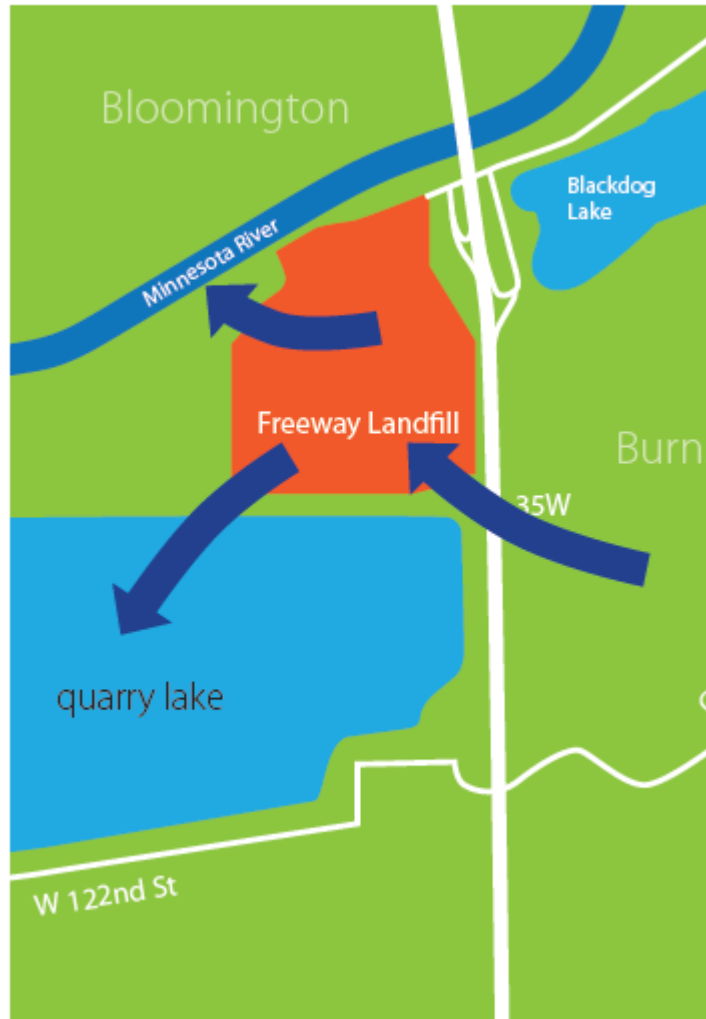 Bloomington
Blackdog
Lake
Minnesota River
Freeway Landfill
Burn
35W
quarry lake
W 122nd St